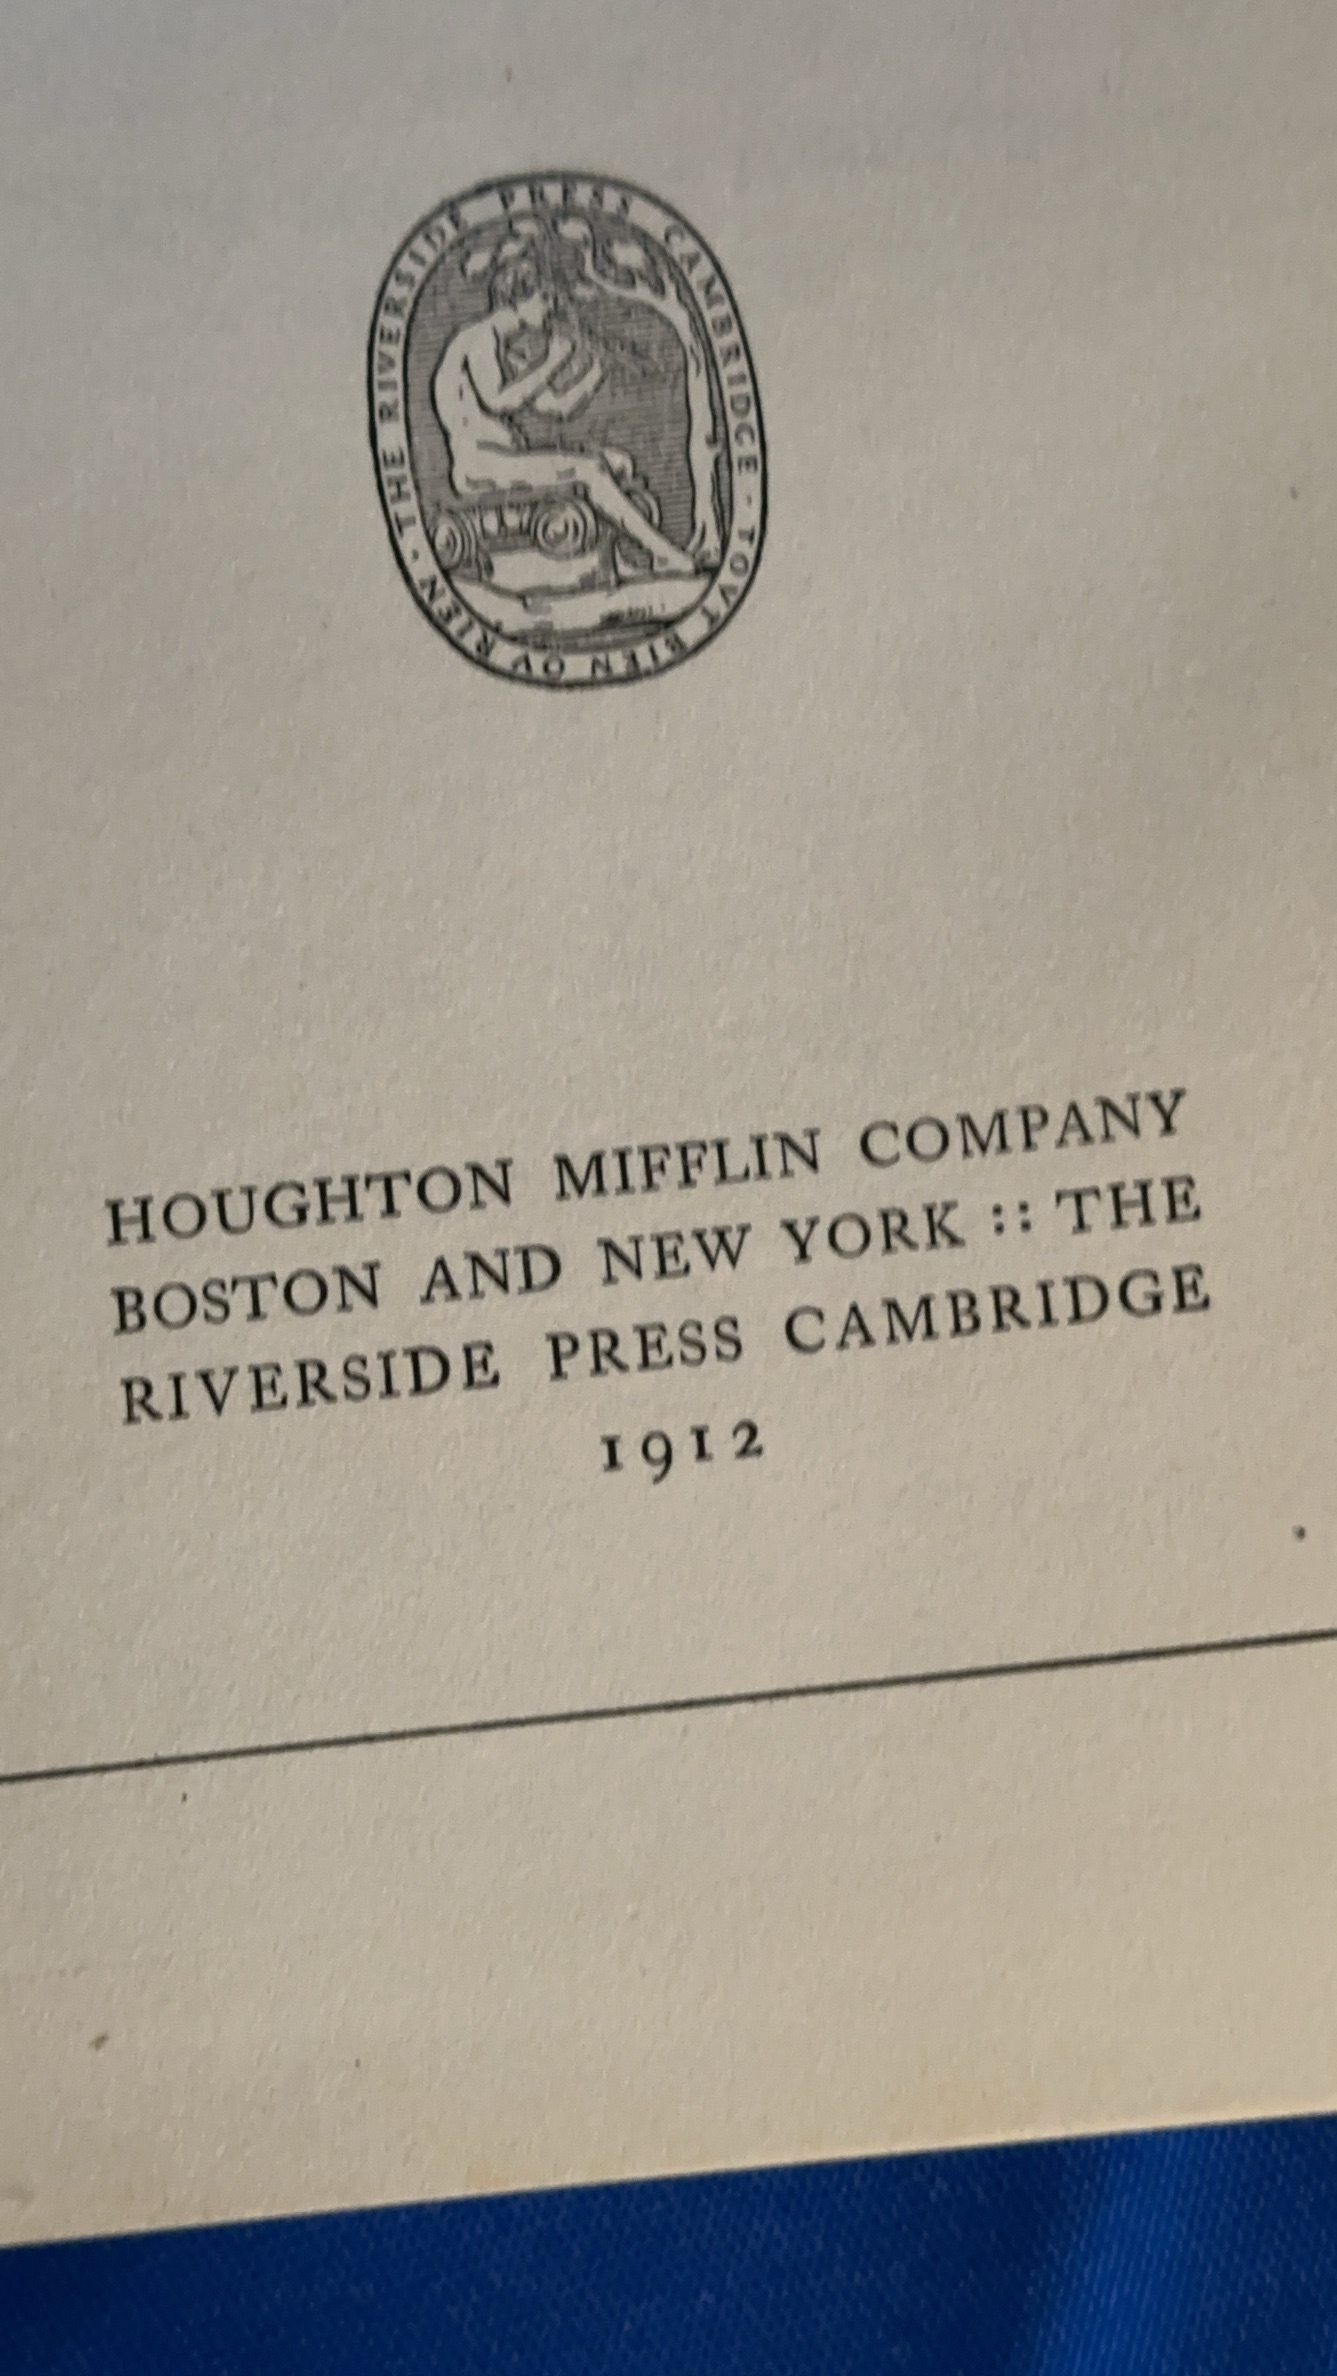 THE RIVERSIDE PRESS CAMBRIDGE · TOVT BIEN OV RIEN ·
HOUGHTON MIFFLIN COMPANY
BOSTON AND NEW YORK :: THE
RIVERSIDE PRESS CAMBRIDGE
1912